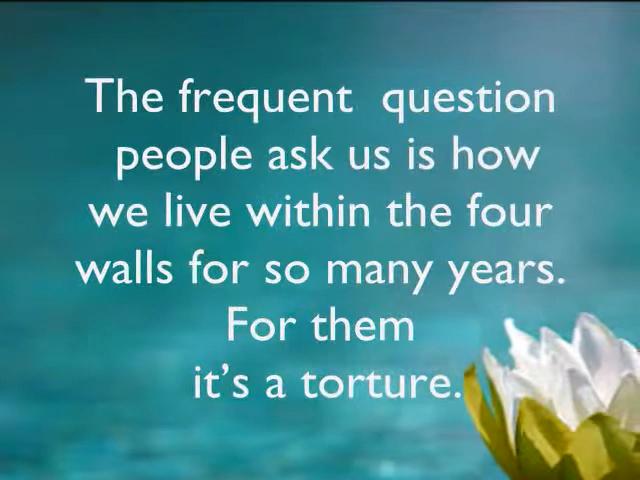 The frequent question
people ask us is how
we live within the four
walls for so many years.
For them
it’s a torture.